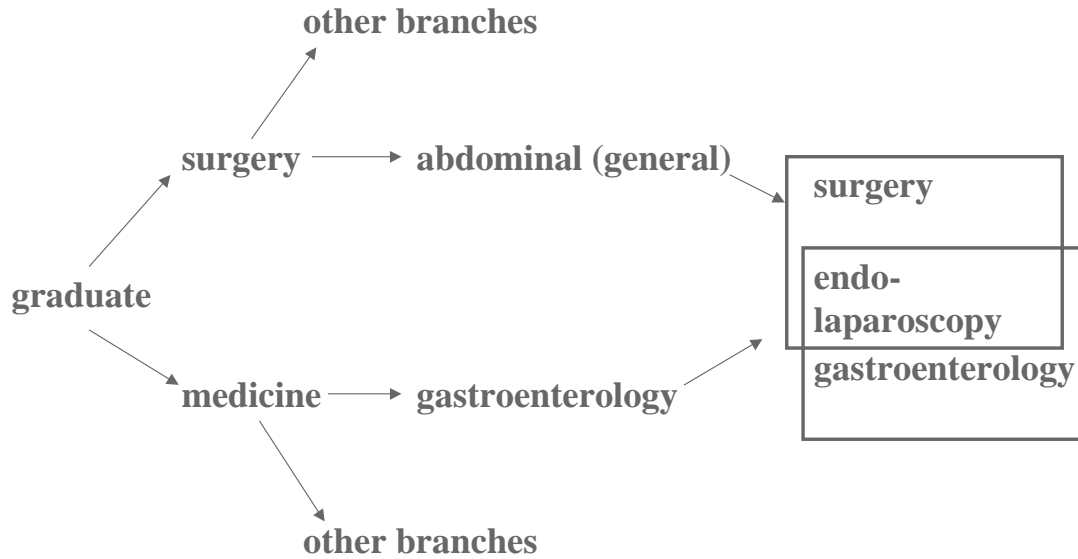 other branches
surgery
abdominal (general)
surgery
graduate
endo-
laparoscopy
gastroenterology
medicine
gastroenterology
other branches